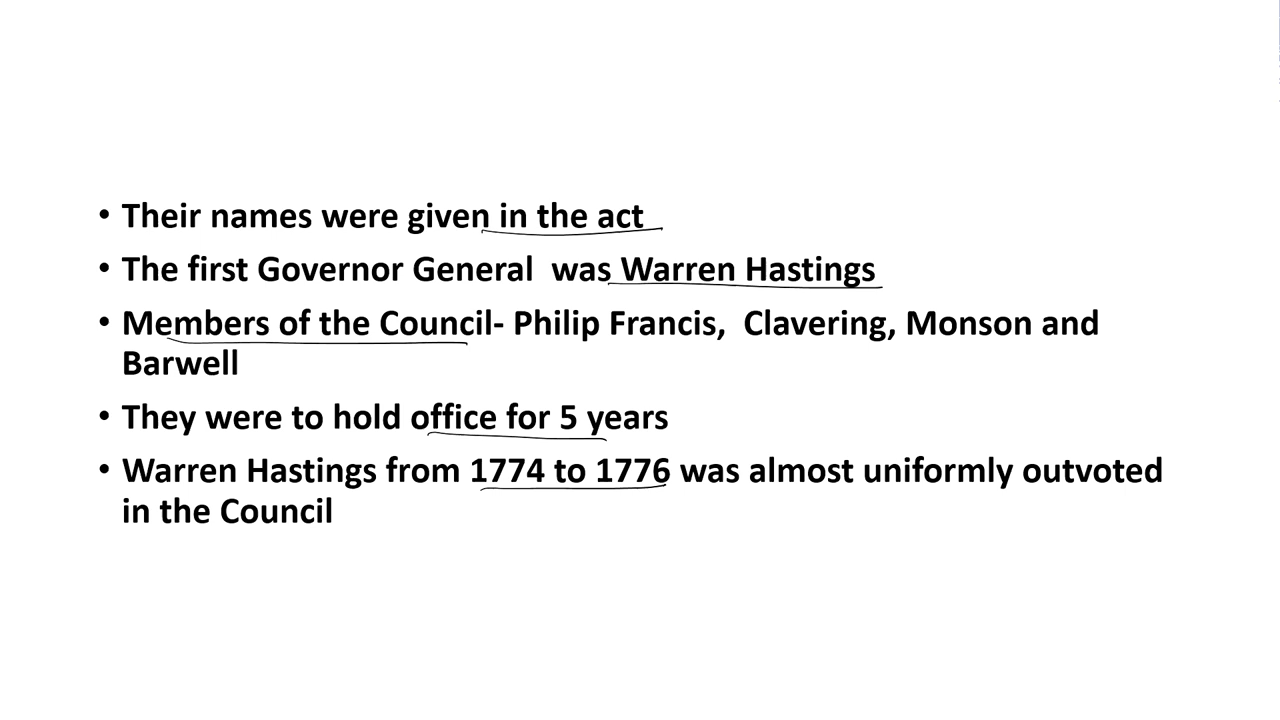 • Their names were given in the act
• The first Governor General  was Warren Hastings
• Members of the Council- Philip Francis,  Clavering, Monson and
Barwell
• They were to hold office for 5 years
• Warren Hastings from 1774 to 1776 was almost uniformly outvoted
in the Council